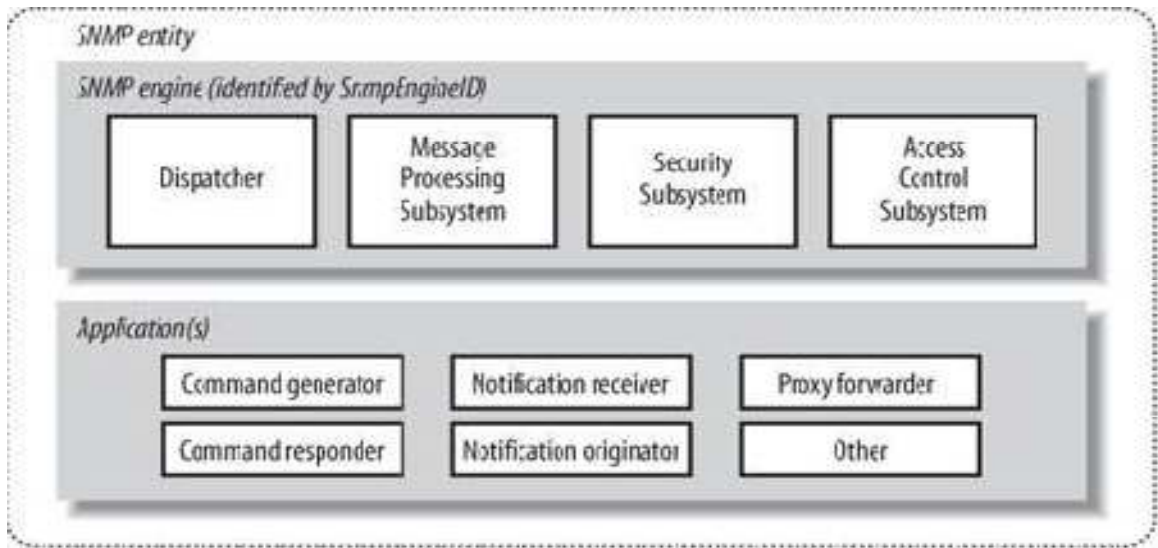 SNMP entity
SNMP engine (identified by SnmpEngineID)
Dispatcher
Message
Processing
Subsystem
Security
Subsystem
Access
Control
Subsystem
Application(s)
Command generator
Notification receiver
Proxy forwarder
Command responder
Notification originator
Other